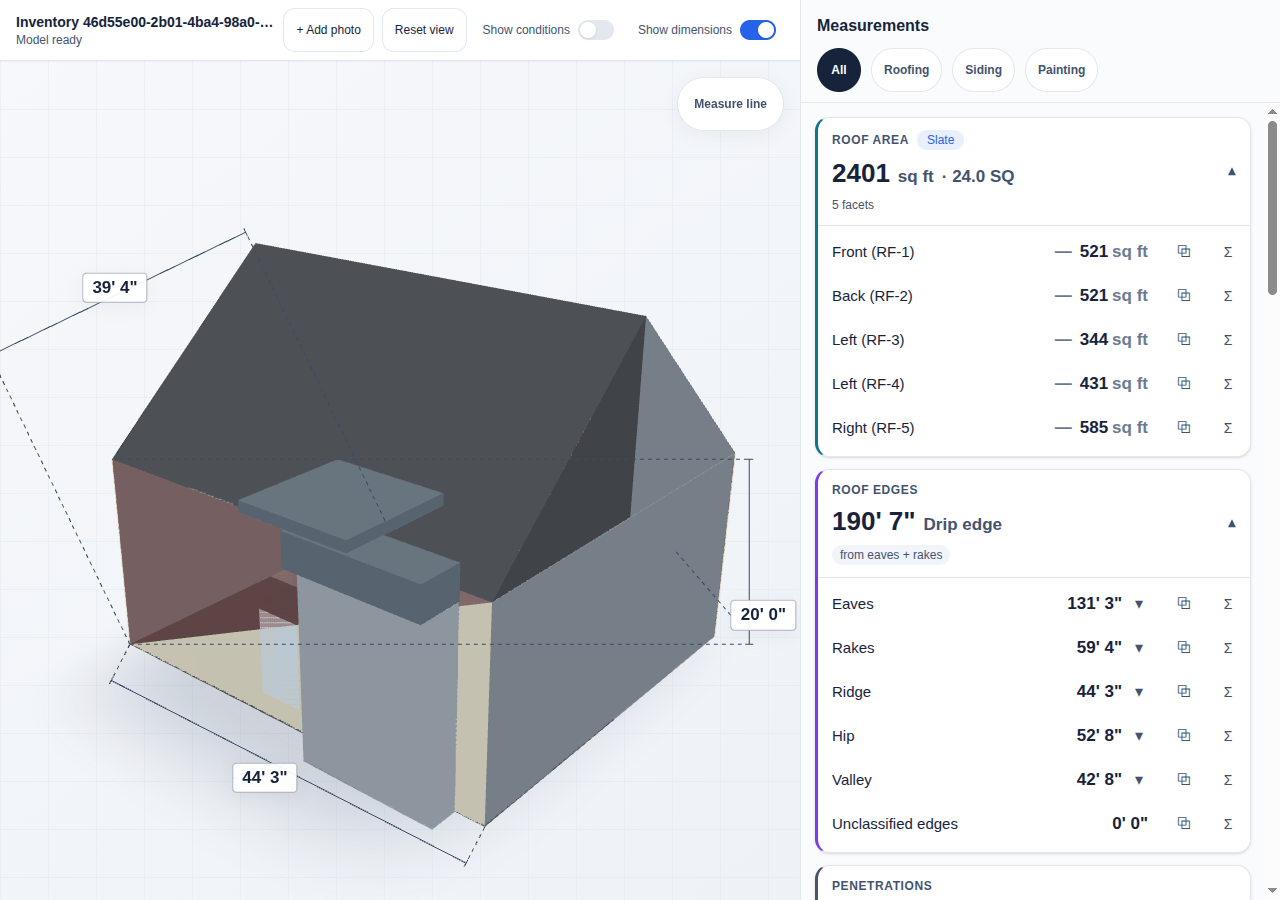 Inventory 46d55e00-2b01-4ba4-98a0-…
Model ready
+ Add photo
Reset view
Show conditions
Show dimensions
Measure line
39' 4"
20' 0"
44' 3"
Measurements
All
Roofing
Siding
Painting
ROOF AREA Slate
2401 sq ft · 24.0 SQ
▲
5 facets
Front (RF-1) — 521 sq ft Σ
Back (RF-2) — 521 sq ft Σ
Left (RF-3) — 344 sq ft Σ
Left (RF-4) — 431 sq ft Σ
Right (RF-5) — 585 sq ft Σ
ROOF EDGES
190' 7" Drip edge
▲
from eaves + rakes
Eaves 131' 3" ▼ Σ
Rakes 59' 4" ▼ Σ
Ridge 44' 3" ▼ Σ
Hip 52' 8" ▼ Σ
Valley 42' 8" ▼ Σ
Unclassified edges 0' 0" Σ
PENETRATIONS